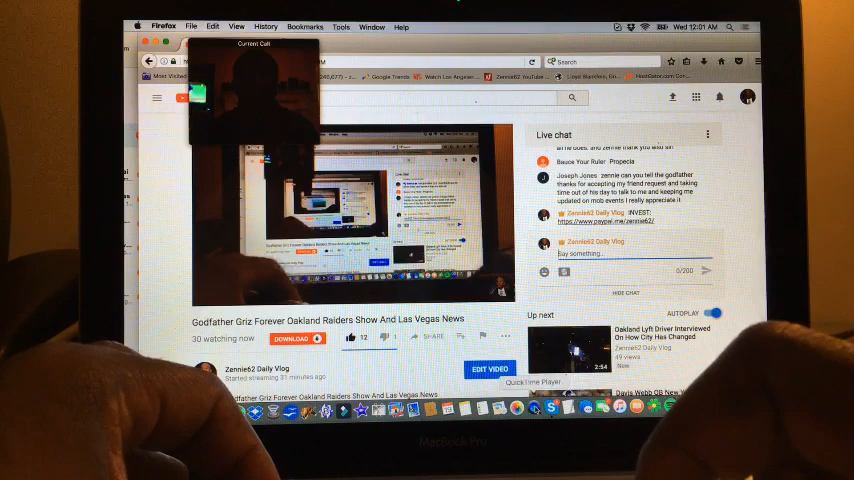 Firefox File Edit View History Bookmarks Tools Window Help
Wed 12:01 AM
Current Call
Search
Most Visited
Google Trends
Watch Los Angeles ...
Zennie62 YouTube ...
Lloyd Blankfein, Go...
HostGator.com Con...
Live chat
Bauce Your Ruler Propecia
Joseph Jones zennie can you tell the godfather
thanks for accepting my friend request and taking
time out of his day to talk to me and keeping me
updated on mob events I really appreciate it
Zennie62 Daily Vlog INVEST:
https://www.paypal.me/zennie62/
Zennie62 Daily Vlog
Say something...
0/200
HIDE CHAT
Godfather Griz Forever Oakland Raiders Show And Las Vegas News
30 watching now
DOWNLOAD
12
1
SHARE
Zennie62 Daily Vlog
Started streaming 31 minutes ago
EDIT VIDEO
Up next
AUTOPLAY
2:54
Oakland Lyft Driver Interviewed
On How City Has Changed
Zennie62 Daily Vlog
49 views
New
QuickTime Player
MacBook Pro